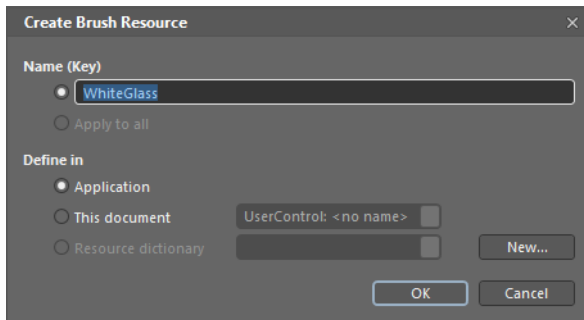 Create Brush Resource
Name (Key)
WhiteGlass
Apply to all
Define in
Application
This document UserControl: <no name>
Resource dictionary New...
OK Cancel